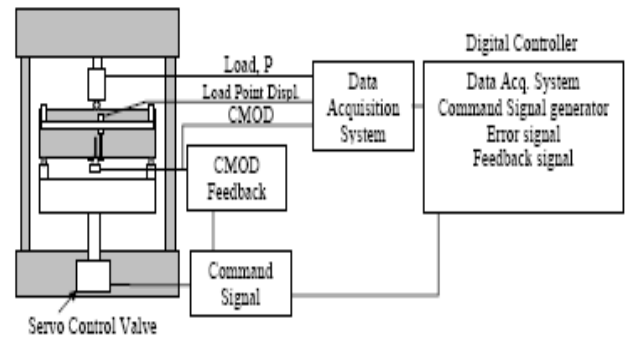 Digital Controller
Load, P
Load Point Displ.
CMOD
Data
Acquisition
System
Data Acq. System
Command Signal generator
Error signal
Feedback signal
CMOD
Feedback
Command
Signal
Servo Control Valve